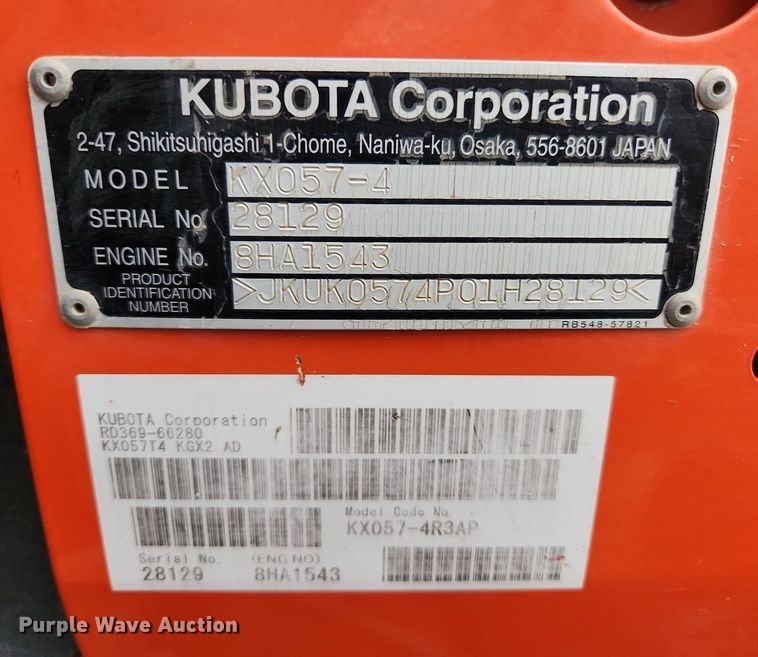 KUBOTA Corporation
2-47, Shikitsuhigashi 1-Chome, Naniwa-ku, Osaka, 556-8601 JAPAN
MODEL KX057-4
SERIAL No. 28129
ENGINE No. 8HA1543
PRODUCT IDENTIFICATION NUMBER >JKUK0574P01H28129<
RB548-57821
KUBOTA Corporation
RD369-66280
KX057T4 KGX2 AD
Model Code No.
KX057-4R3AP
Serial No. (ENG NO)
28129 8HA1543
Purple Wave Auction